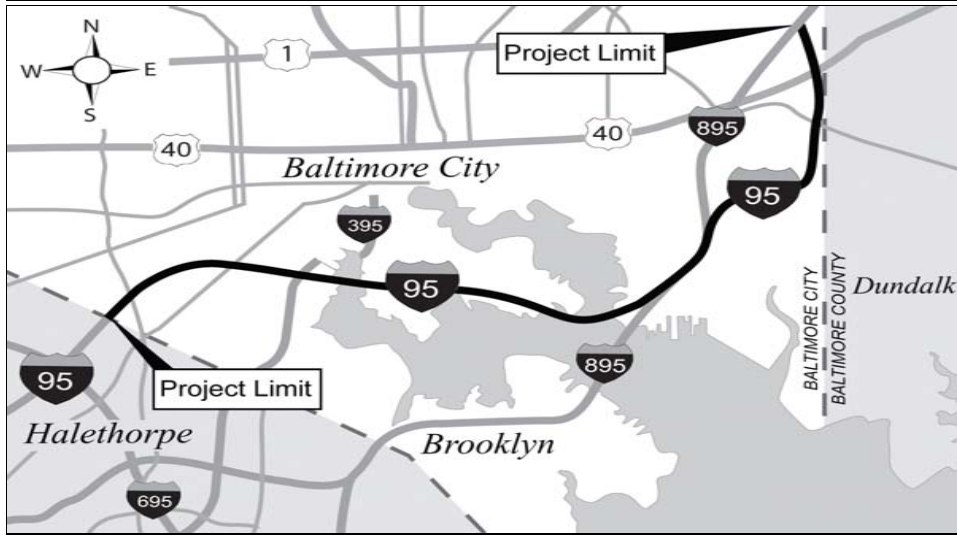 N
W E
S
1
Project Limit
40
40
895
Baltimore City
95
395
95
BALTIMORE CITY
BALTIMORE COUNTY
Dundalk
895
95
Project Limit
Halethorpe
Brooklyn
695